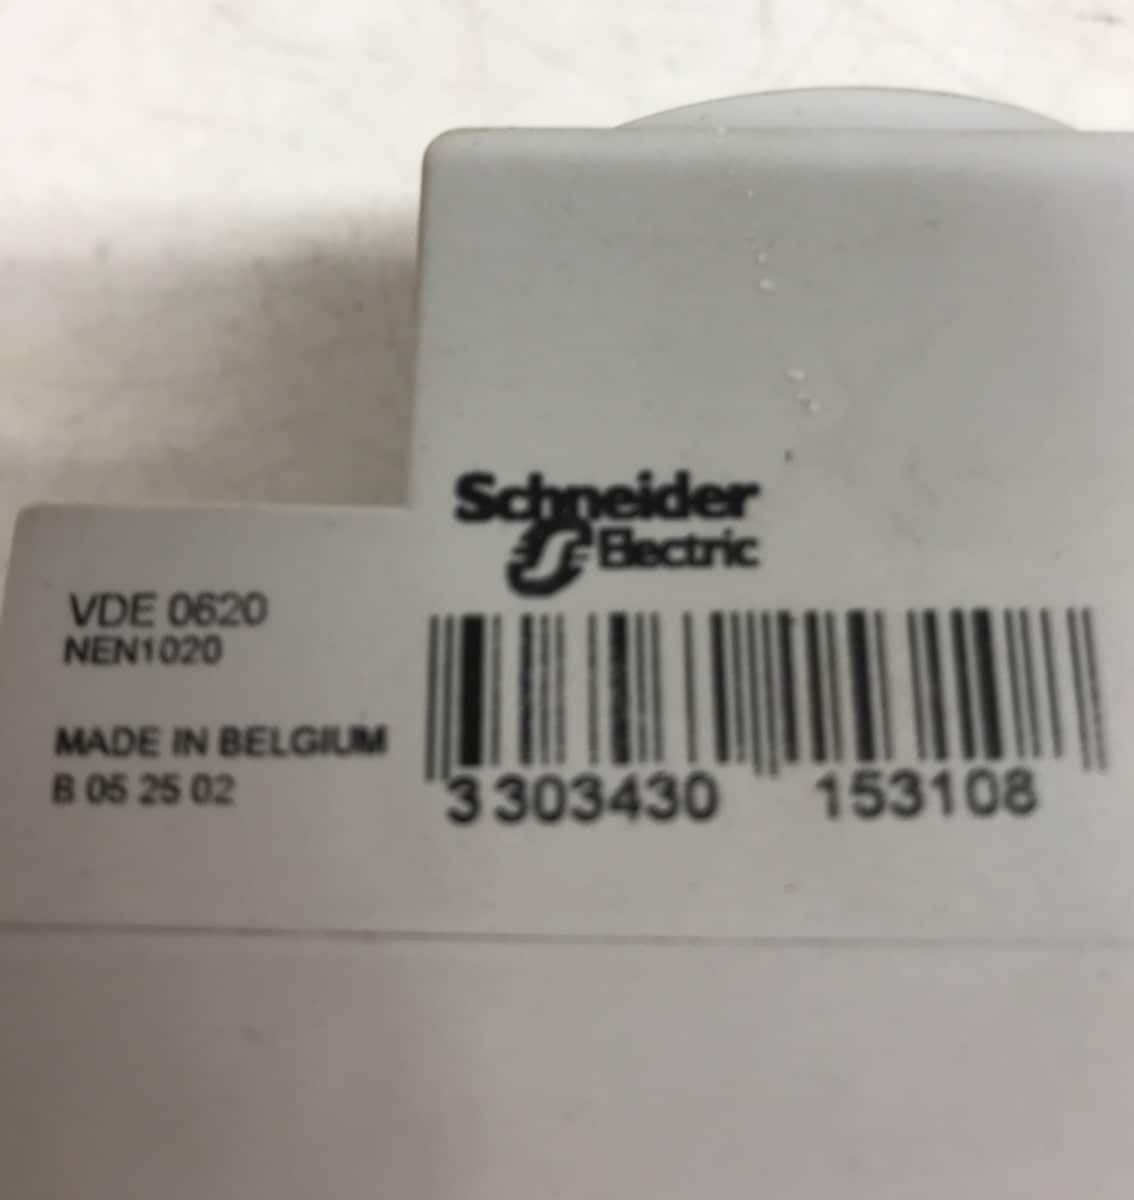 Schneider
Electric
VDE 0620
NEN1020
MADE IN BELGIUM
B 05 25 02
3 303430 153108